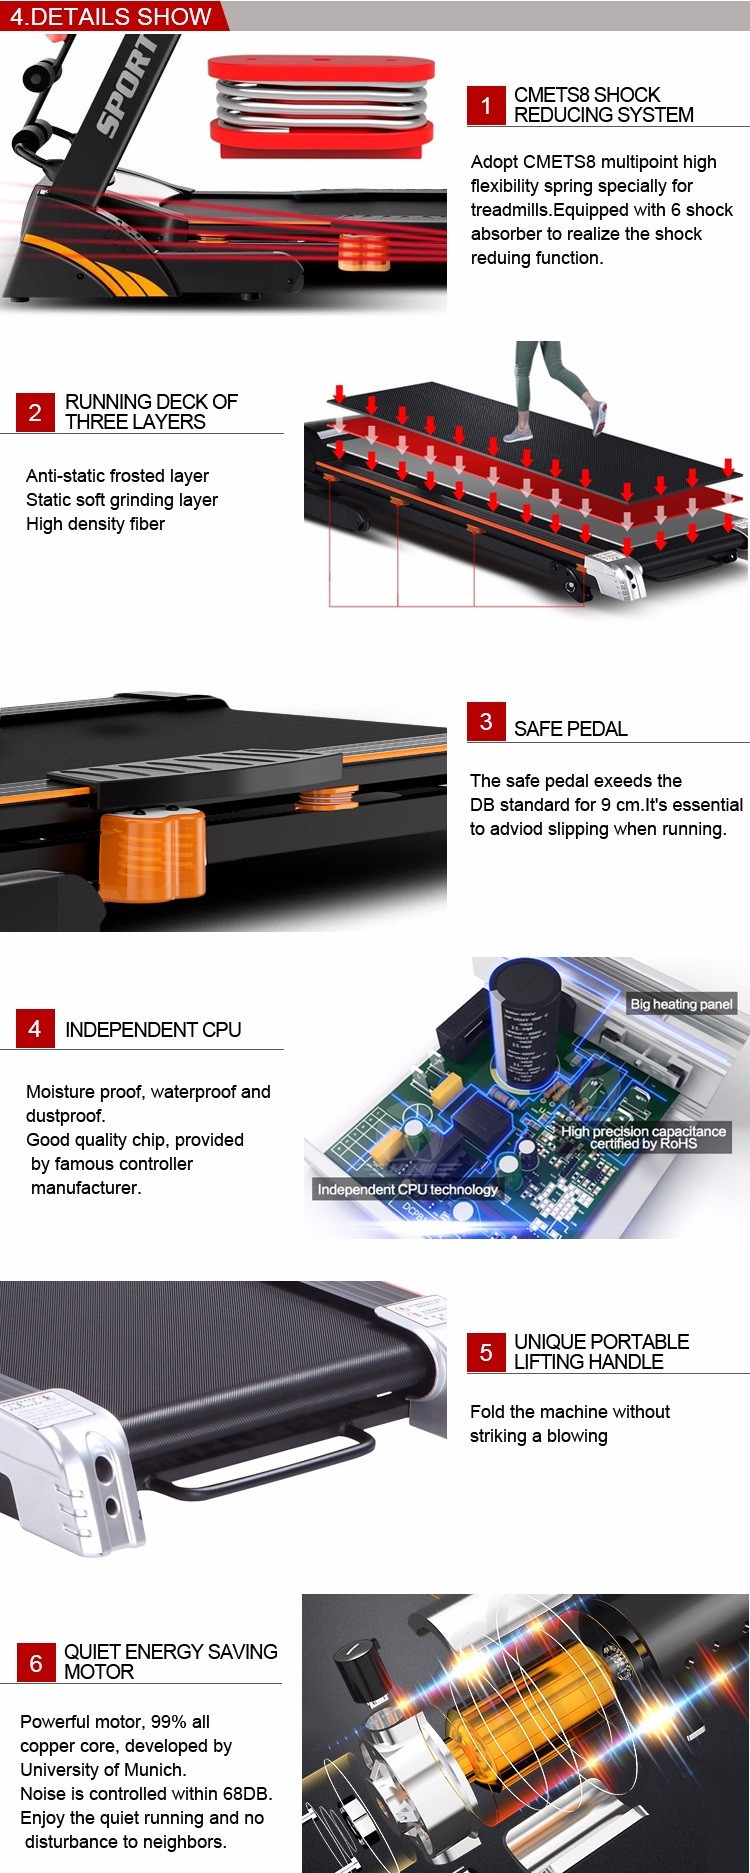 4.DETAILS SHOW
SPORT
1
CMETS8 SHOCK
REDUCING SYSTEM
Adopt CMETS8 multipoint high
flexibility spring specially for
treadmills.Equipped with 6 shock
absorber to realize the shock
reduing function.
2
RUNNING DECK OF
THREE LAYERS
Anti-static frosted layer
Static soft grinding layer
High density fiber
3
SAFE PEDAL
The safe pedal exeeds the
DB standard for 9 cm.It's essential
to adviod slipping when running.
4
INDEPENDENT CPU
Moisture proof, waterproof and
dustproof.
Good quality chip, provided
by famous controller
manufacturer.
Big heating panel
High precision capacitance
certified by RoHS
Independent CPU technology
5
UNIQUE PORTABLE
LIFTING HANDLE
Fold the machine without
striking a blowing
6
QUIET ENERGY SAVING
MOTOR
Powerful motor, 99% all
copper core, developed by
University of Munich.
Noise is controlled within 68DB.
Enjoy the quiet running and no
disturbance to neighbors.